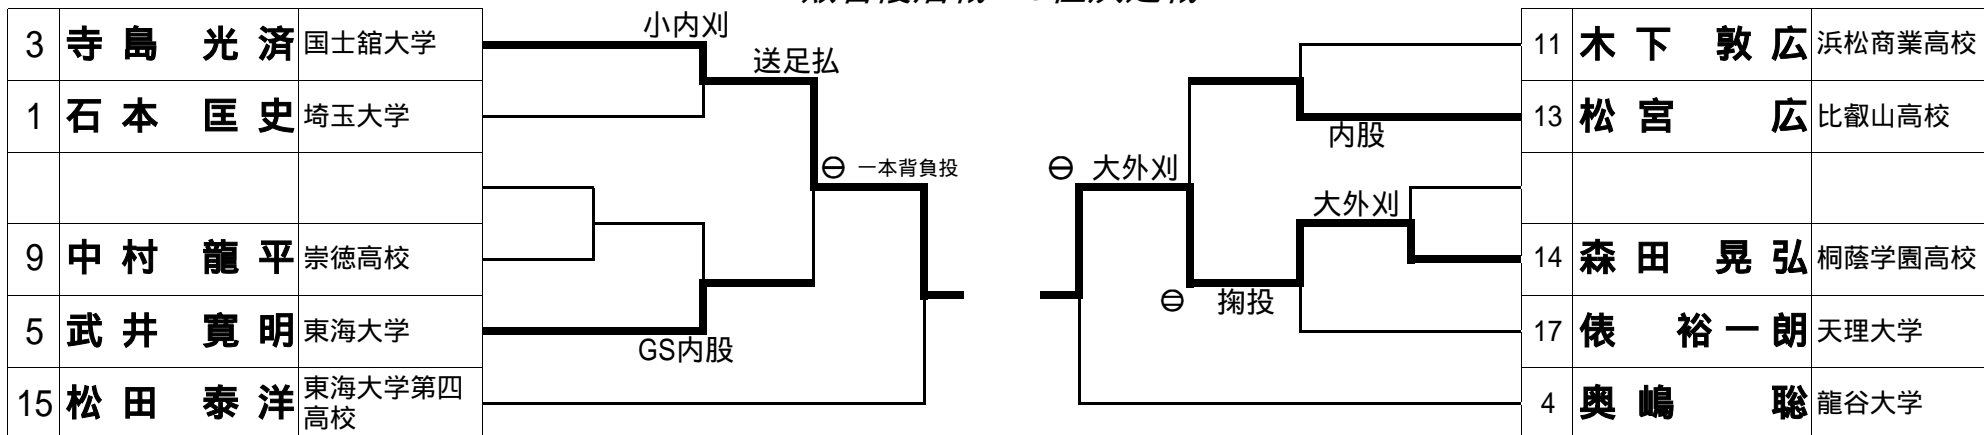 3 寺島 光済 国士舘大学
1 石本 匡史 埼玉大学
9 中村 龍平 崇徳高校
5 武井 寛明 東海大学
15 松田 泰洋 東海大学第四
高校
小内刈
送足払
一本背負投
GS内股
大外刈
内股
大外刈
掬投
11 木下 敦広 浜松商業高校
13 松宮 広 比叡山高校
14 森田 晃弘 桐蔭学園高校
17 俵 裕一朗 天理大学
4 奥嶋 聡 龍谷大学